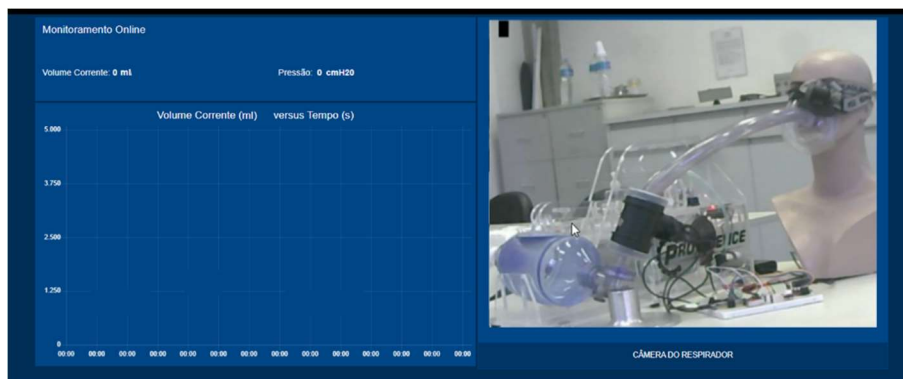 Monitoramento Online
Volume Corrente: 0 ml
Pressão: 0 cmH20
Volume Corrente (ml) versus Tempo (s)
5.000
3.750
2.500
1.250
0
00:00 00:00 00:00 00:00 00:00 00:00 00:00 00:00 00:00 00:00 00:00 00:00 00:00 00:00
CÂMERA DO RESPIRADOR